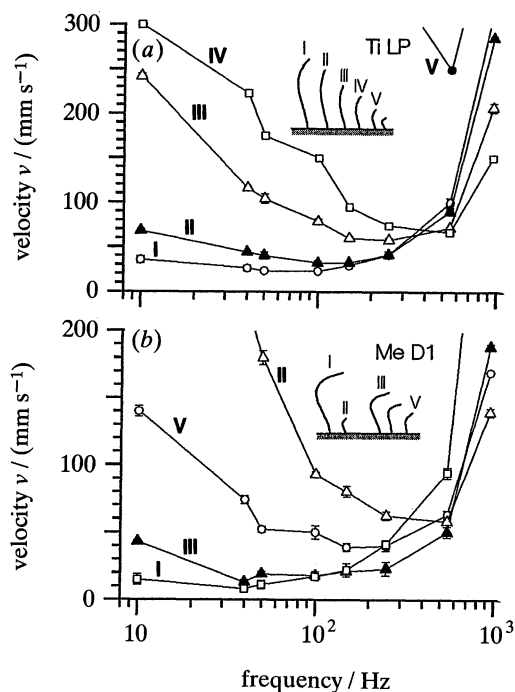 300
(a)
IV
I
II
III
IV
V
Ti LP
V
200
III
100
II
I
0
velocity v / (mm s⁻¹)
200
(b)
II
I
II
III
V
Me D1
V
100
III
I
0
velocity v / (mm s⁻¹)
10
10²
10³
frequency / Hz